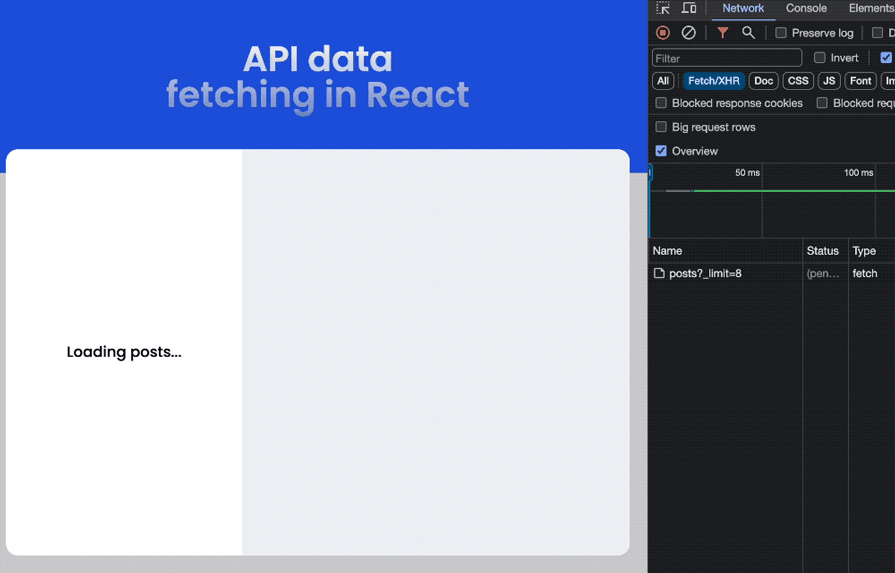 API data
fetching in React
Loading posts...
Network Console Elements
Preserve log D
Filter Invert
All Fetch/XHR Doc CSS JS Font Im
Blocked response cookies Blocked requ
Big request rows
Overview
50 ms 100 ms
Name Status Type
posts?_limit=8 (pen... fetch